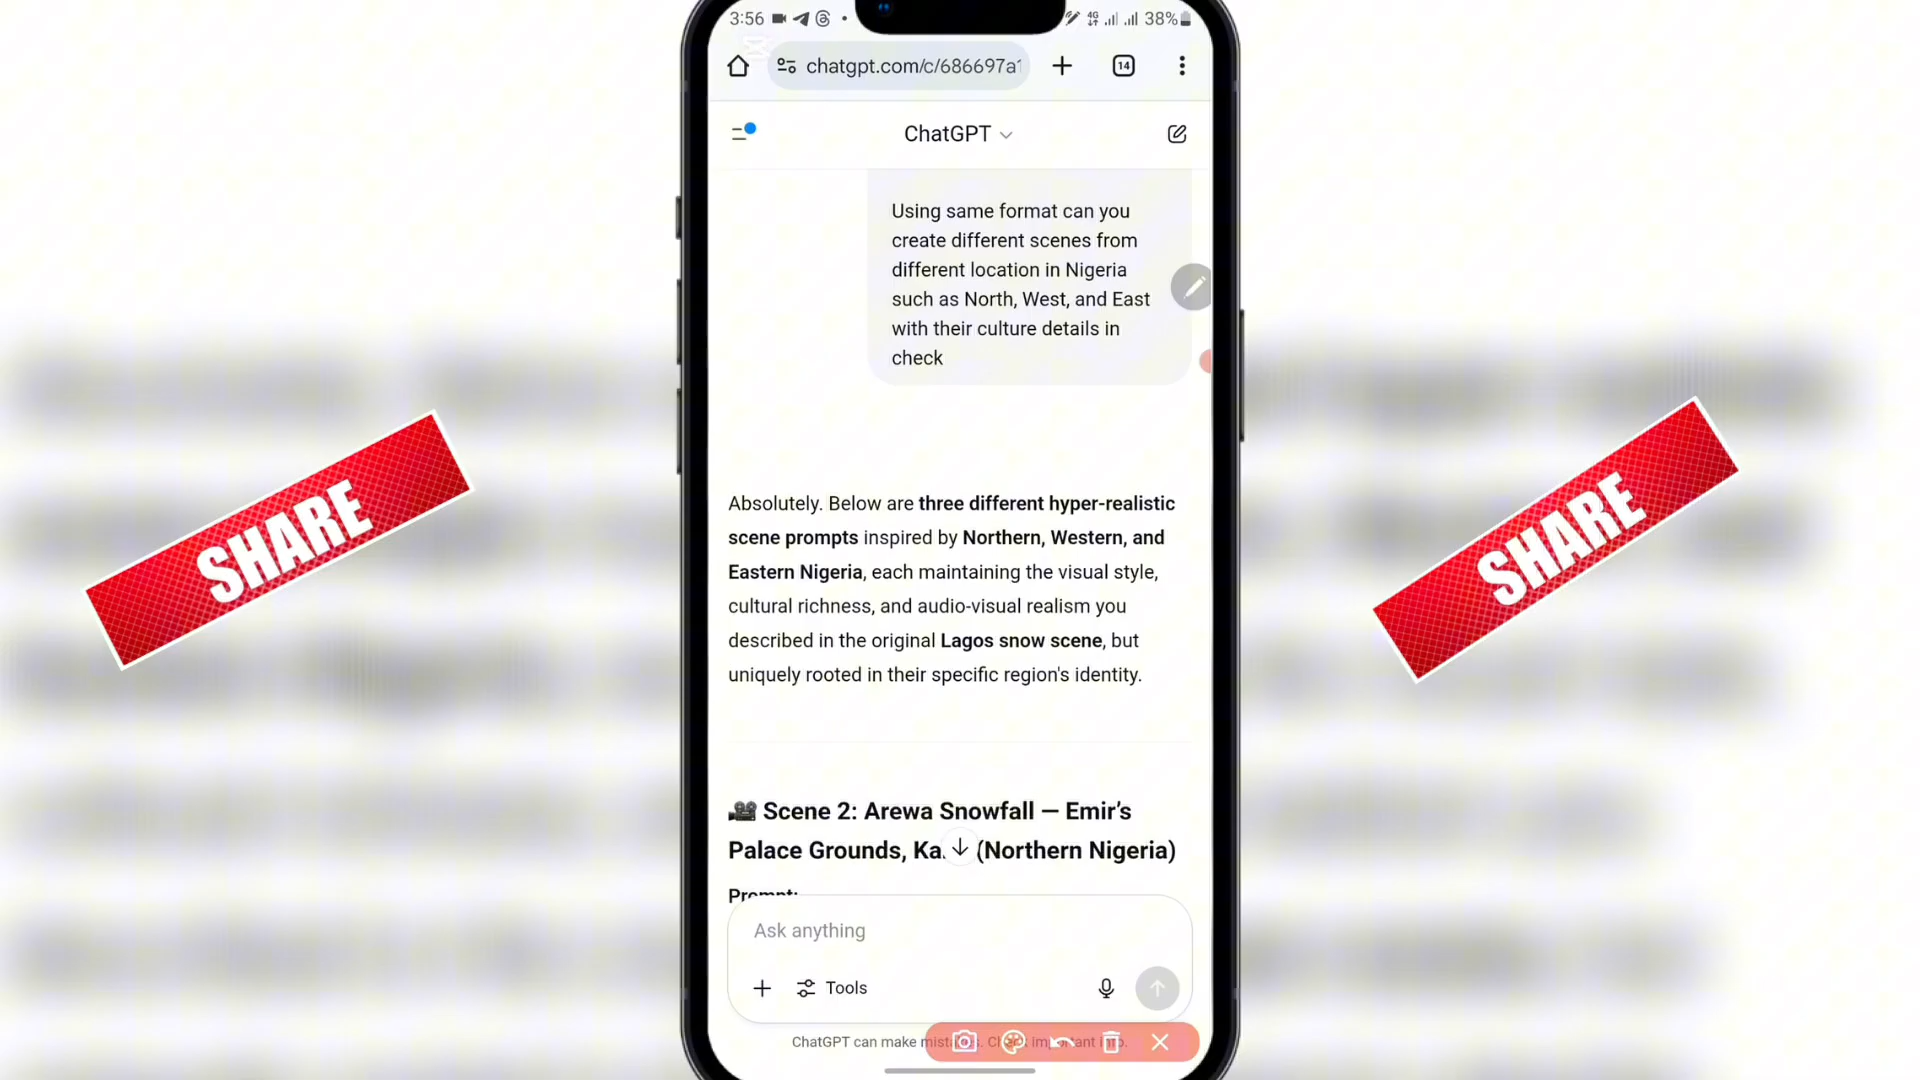 3:56
4G
38%
chatgpt.com/c/686697a1
14
ChatGPT
Using same format can you
create different scenes from
different location in Nigeria
such as North, West, and East
with their culture details in
check
Absolutely. Below are three different hyper-realistic
scene prompts inspired by Northern, Western, and
Eastern Nigeria, each maintaining the visual style,
cultural richness, and audio-visual realism you
described in the original Lagos snow scene, but
uniquely rooted in their specific region's identity.
Scene 2: Arewa Snowfall — Emir's
Palace Grounds, (Northern Nigeria)
Prompt:
Ask anything
Tools
ChatGPT can make info.
SHARE
SHARE